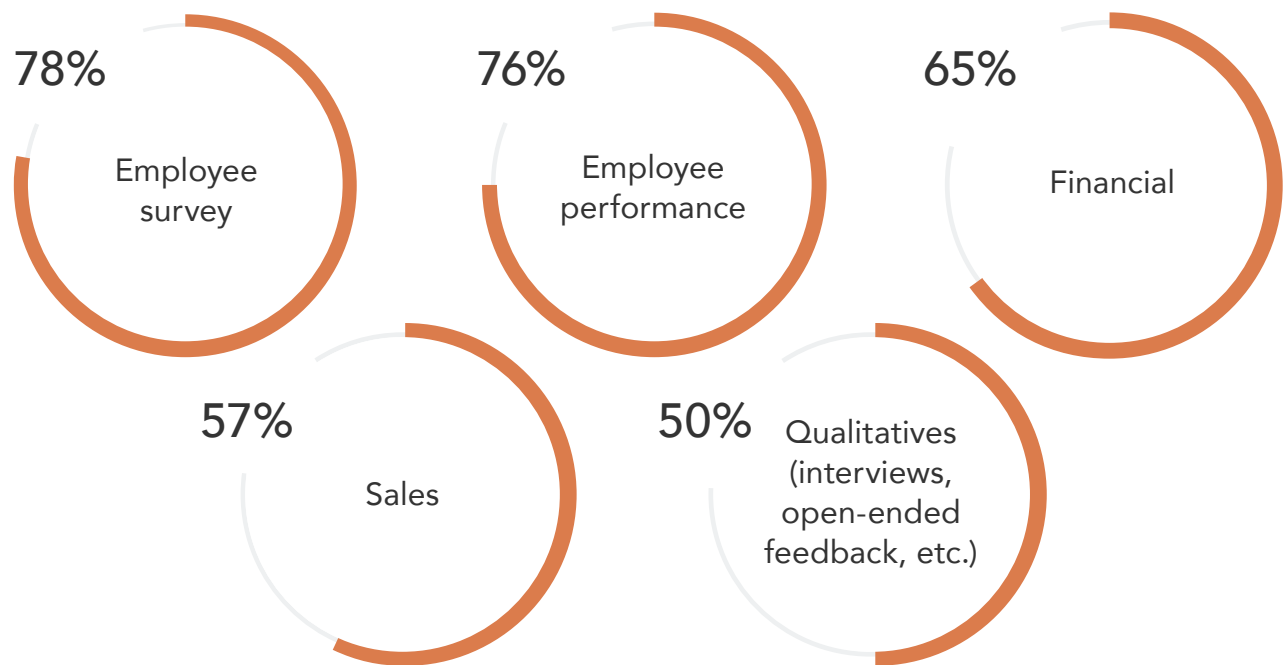 78%
Employee
survey
76%
Employee
performance
65%
Financial
57%
Sales
50%
Qualitatives
(interviews,
open-ended
feedback, etc.)